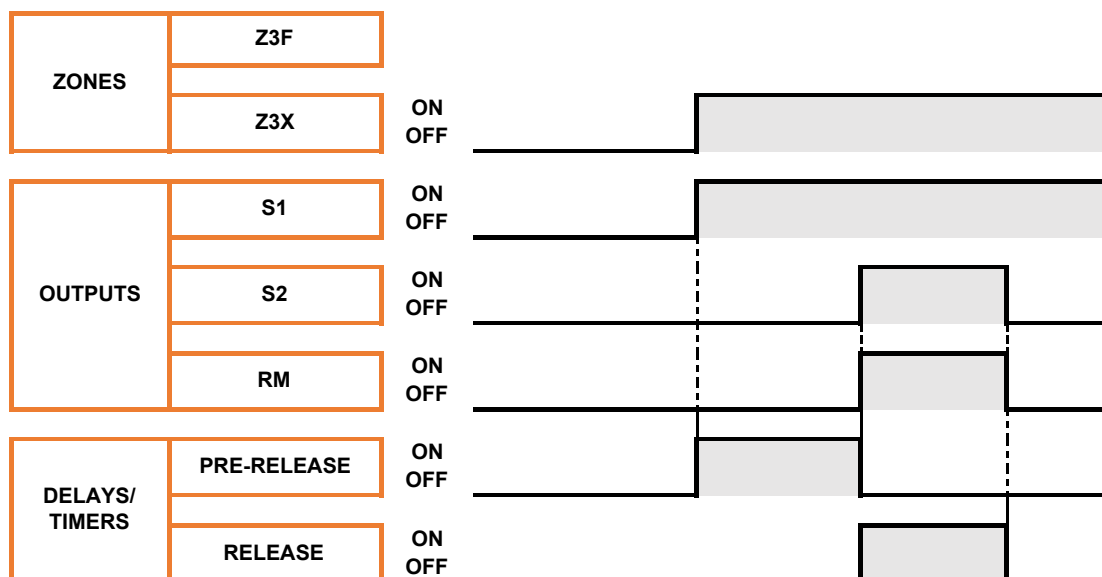 ZONES
Z3F
Z3X
ON
OFF
OUTPUTS
S1
ON
OFF
S2
ON
OFF
RM
ON
OFF
DELAYS/
TIMERS
PRE-RELEASE
ON
OFF
RELEASE
ON
OFF